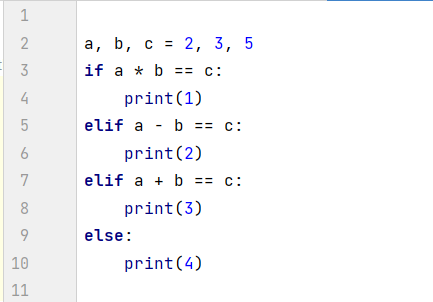 1
2 a, b, c = 2, 3, 5
3 if a * b == c:
4     print(1)
5 elif a - b == c:
6     print(2)
7 elif a + b == c:
8     print(3)
9 else:
10     print(4)
11